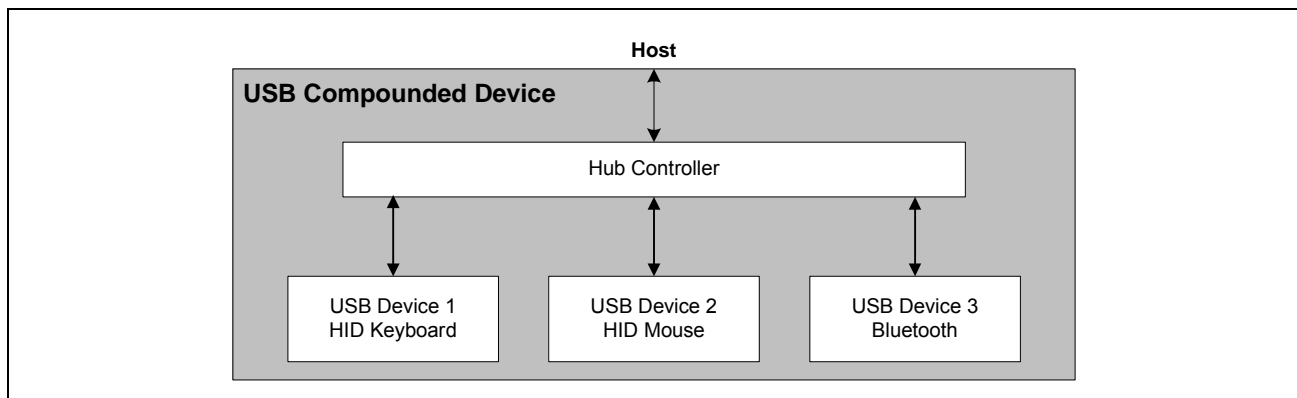 Host
USB Compounded Device
Hub Controller
USB Device 1
HID Keyboard
USB Device 2
HID Mouse
USB Device 3
Bluetooth